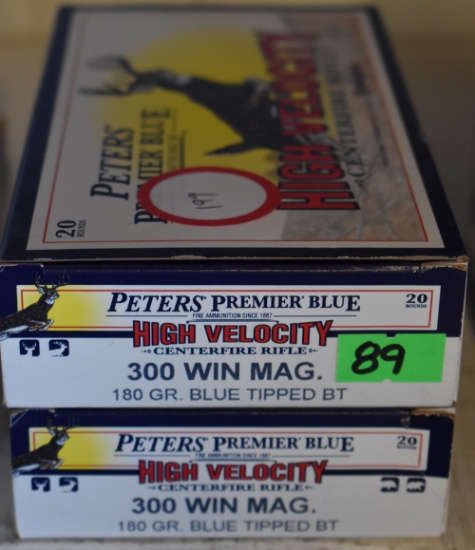 HIGH VELOCITY
CENTERFIRE
PETERS®
PREMIER BLUE
199
20
ROUNDS
PETERS® PREMIER® BLUE
20
ROUNDS
FINE AMMUNITION SINCE 1887
HIGH VELOCITY
CENTERFIRE RIFLE
89
300 WIN MAG.
180 GR. BLUE TIPPED BT
PETERS® PREMIER® BLUE
20
ROUNDS
FINE AMMUNITION SINCE 1887
HIGH VELOCITY
CENTERFIRE RIFLE
300 WIN MAG.
180 GR. BLUE TIPPED BT